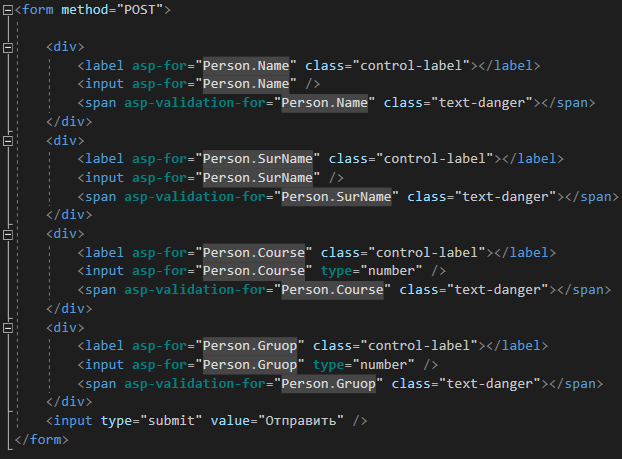 <form method="POST">
<div>
<label asp-for="Person.Name" class="control-label"></label>
<input asp-for="Person.Name" />
<span asp-validation-for="Person.Name" class="text-danger"></span>
</div>
<div>
<label asp-for="Person.SurName" class="control-label"></label>
<input asp-for="Person.SurName" />
<span asp-validation-for="Person.SurName" class="text-danger"></span>
</div>
<div>
<label asp-for="Person.Course" class="control-label"></label>
<input asp-for="Person.Course" type="number" />
<span asp-validation-for="Person.Course" class="text-danger"></span>
</div>
<div>
<label asp-for="Person.Gruop" class="control-label"></label>
<input asp-for="Person.Gruop" type="number" />
<span asp-validation-for="Person.Gruop" class="text-danger"></span>
</div>
<input type="submit" value="Отправить" />
</form>